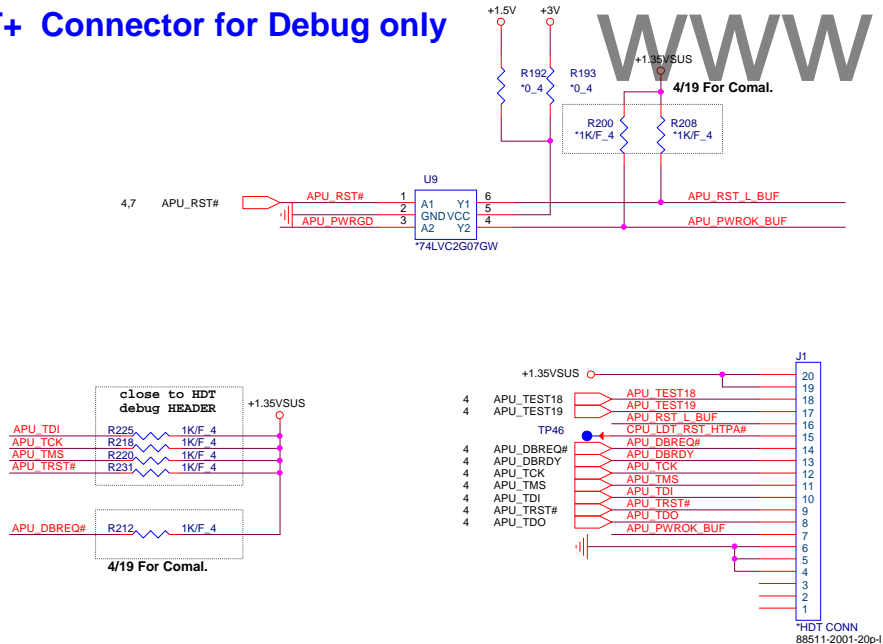 T+ Connector for Debug only
WWW
+1.5V +3V
+1.35VSUS
R192 R193
*0_4 *0_4
4/19 For Comal.
R200 R208
*1K/F_4 *1K/F_4
U9
4,7 APU_RST# APU_RST# 1 A1 Y1 6 APU_RST_L_BUF
2 GND VCC 5
APU_PWRGD 3 A2 Y2 4 APU_PWROK_BUF
*74LVC2G07GW
close to HDT
debug HEADER
+1.35VSUS
APU_TDI R225 1K/F_4
APU_TCK R218 1K/F_4
APU_TMS R220 1K/F_4
APU_TRST# R231 1K/F_4
APU_DBREQ# R212 1K/F_4
4/19 For Comal.
J1
+1.35VSUS 20
19
4 APU_TEST18 APU_TEST18 18
4 APU_TEST19 APU_TEST19 17
APU_RST_L_BUF 16
TP46 CPU_LDT_RST_HTPA# 15
4 APU_DBREQ# APU_DBREQ# 14
4 APU_DBRDY APU_DBRDY 13
4 APU_TCK APU_TCK 12
4 APU_TMS APU_TMS 11
4 APU_TDI APU_TDI 10
4 APU_TRST# APU_TRST# 9
4 APU_TDO APU_TDO 8
APU_PWROK_BUF 7
6
5
4
3
2
1
*HDT CONN
88511-2001-20p-l